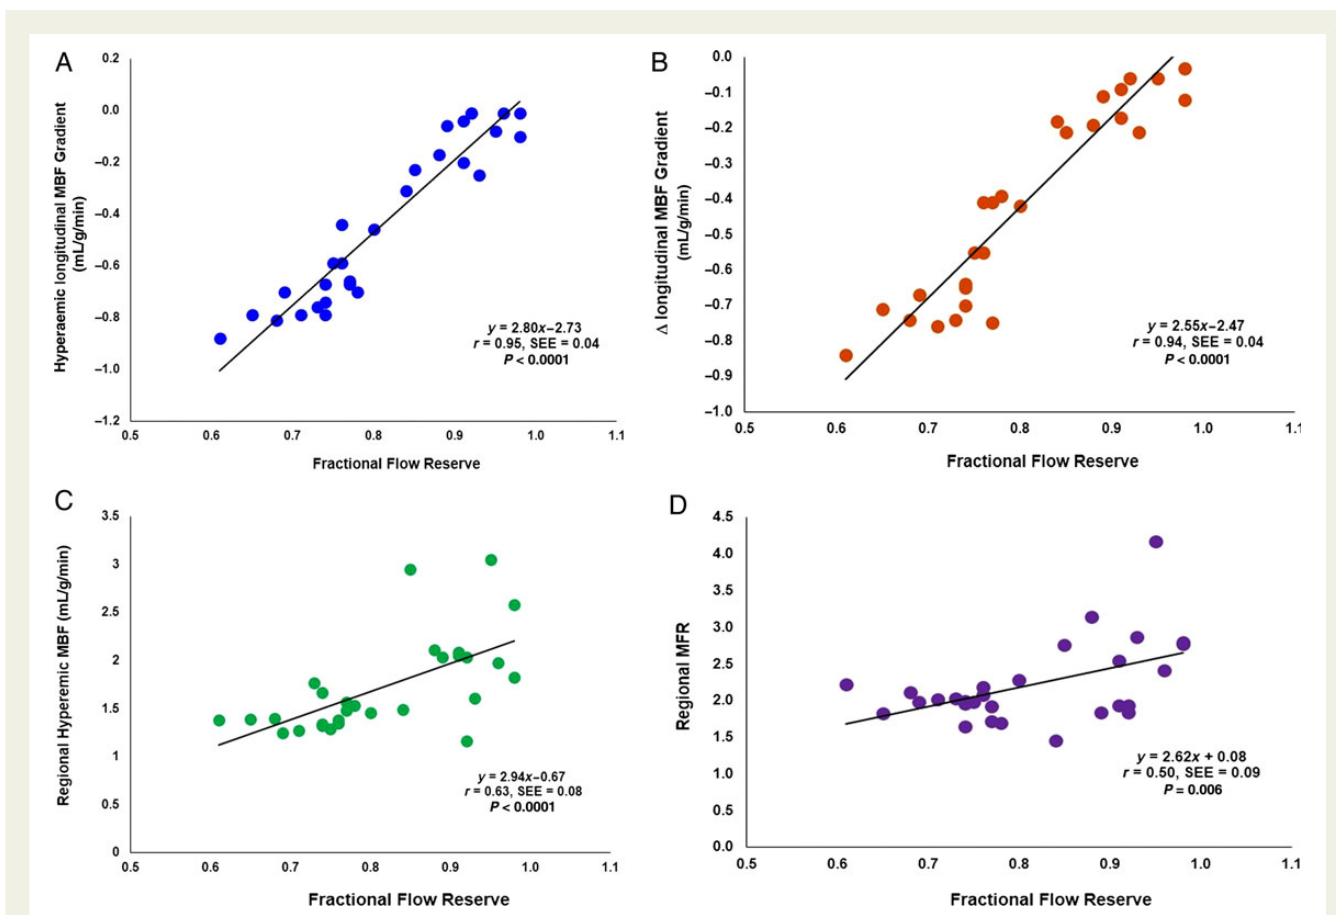 A
Hyperaemic longitudinal MBF Gradient
(mL/g/min)
0.2
0.0
–0.2
–0.4
–0.6
–0.8
–1.0
–1.2
0.5 0.6 0.7 0.8 0.9 1.0 1.1
y = 2.80x–2.73
r = 0.95, SEE = 0.04
P < 0.0001
Fractional Flow Reserve
B
Δ longitudinal MBF Gradient
(mL/g/min)
0.0
–0.1
–0.2
–0.3
–0.4
–0.5
–0.6
–0.7
–0.8
–0.9
–1.0
0.5 0.6 0.7 0.8 0.9 1.0 1.1
y = 2.55x–2.47
r = 0.94, SEE = 0.04
P < 0.0001
Fractional Flow Reserve
C
Regional Hyperemic MBF (mL/g/min)
3.5
3
2.5
2
1.5
1
0.5
0
0.5 0.6 0.7 0.8 0.9 1.0 1.1
y = 2.94x–0.67
r = 0.63, SEE = 0.08
P < 0.0001
Fractional Flow Reserve
D
Regional MFR
4.5
4.0
3.5
3.0
2.5
2.0
1.5
1.0
0.5
0.0
0.5 0.6 0.7 0.8 0.9 1.0 1.1
y = 2.62x + 0.08
r = 0.50, SEE = 0.09
P = 0.006
Fractional Flow Reserve